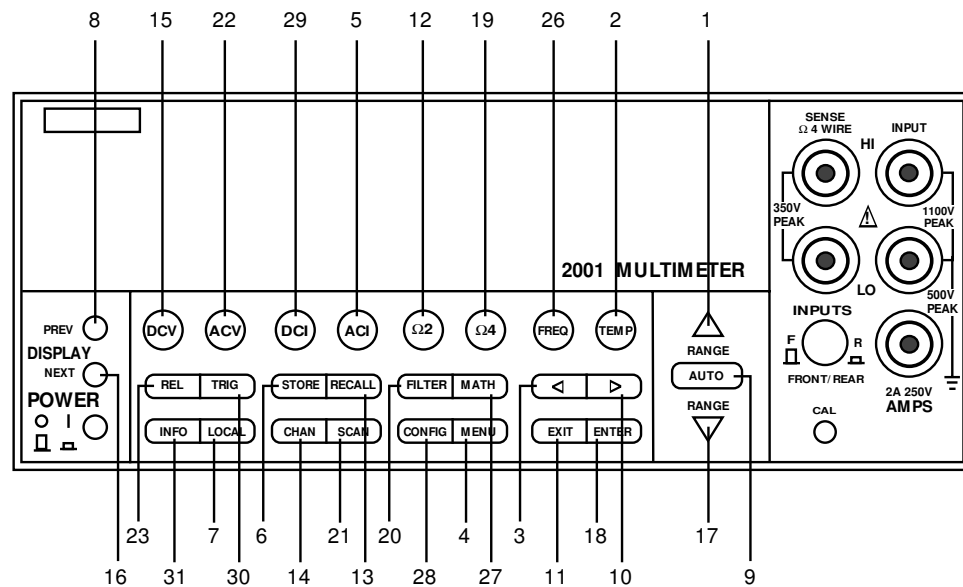 8 15 22 29 5 12 19 26 2 1
SENSE
Ω 4 WIRE
INPUT
HI
350V
PEAK
1100V
PEAK
2001 MULTIMETER
LO
500V
PEAK
INPUTS
F R
FRONT/REAR
2A 250V
AMPS
CAL
PREV
DISPLAY
NEXT
POWER
O I
DCV ACV DCI ACI Ω2 Ω4 FREQ TEMP
RANGE
REL TRIG STORE RECALL FILTER MATH AUTO
RANGE
INFO LOCAL CHAN SCAN CONFIG MENU EXIT ENTER
23 7 6 21 20 4 3 18 17
16 31 30 14 13 28 27 11 10 9